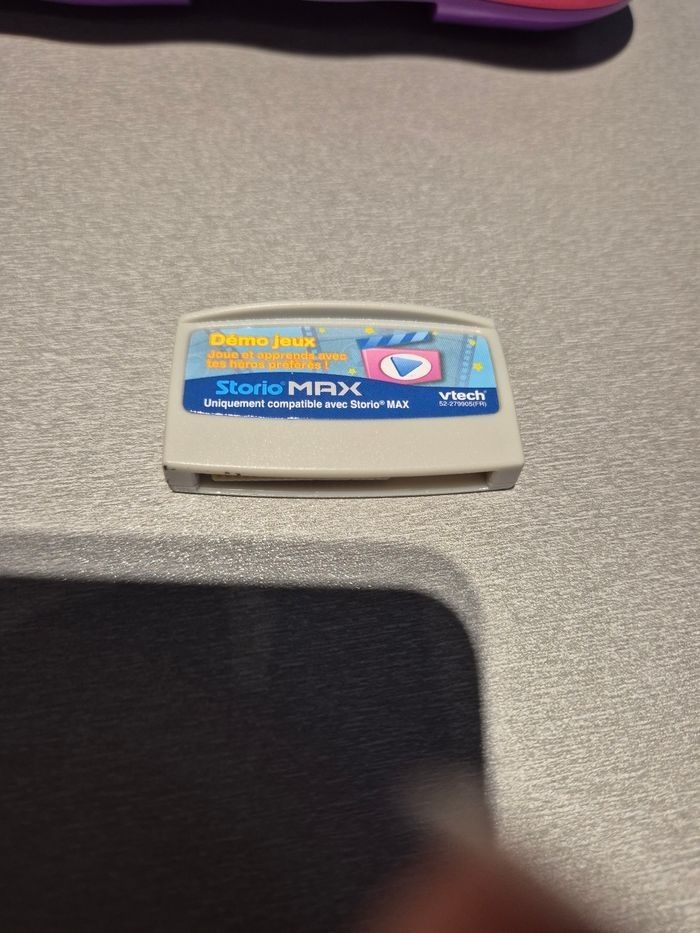 Démo jeux
Joue et apprends avec
tes héros préférés !
Storio® MAX
Uniquement compatible avec Storio® MAX
vtech®
52-279905(FR)